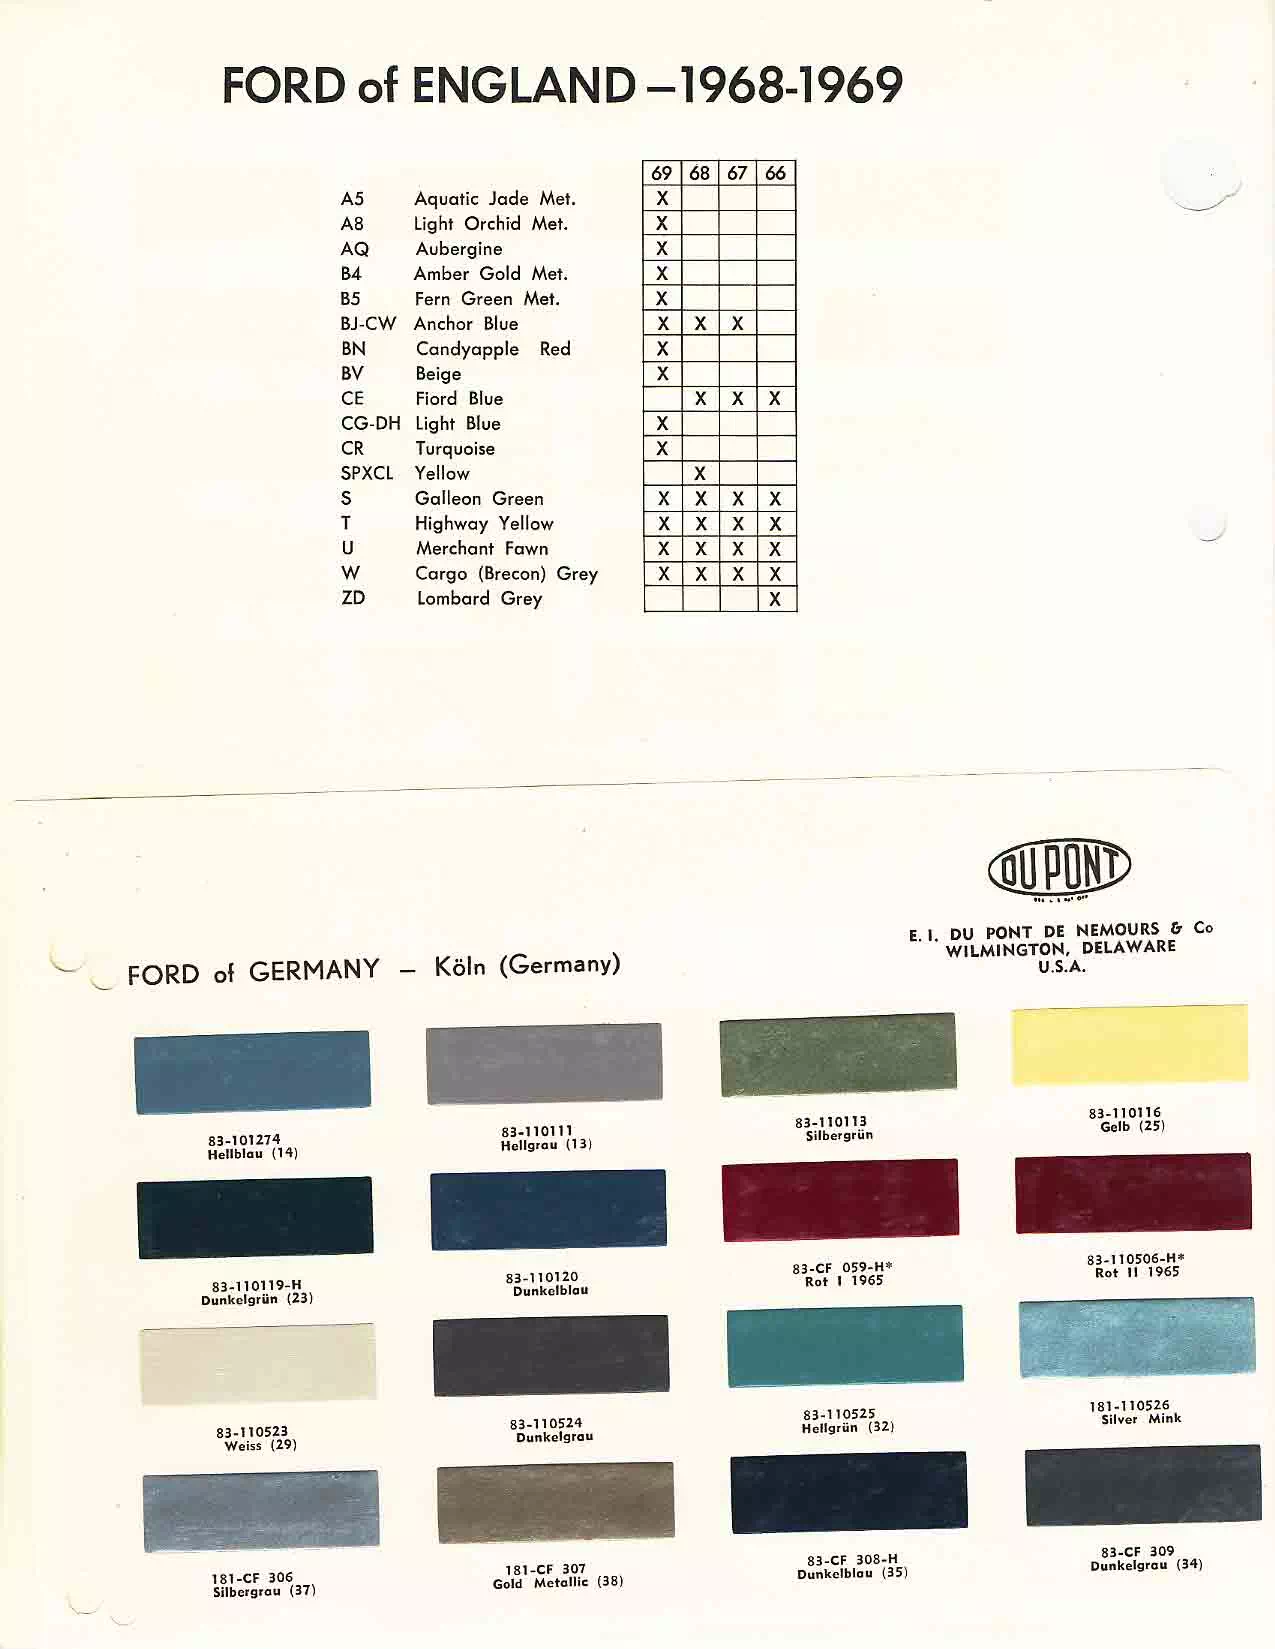 FORD of ENGLAND — 1968-1969
69 68 67 66
A5 Aquatic Jade Met. X
A8 Light Orchid Met. X
AQ Aubergine X
B4 Amber Gold Met. X
B5 Fern Green Met. X
BJ-CW Anchor Blue X X X
BN Candyapple Red X
BV Beige X
CE Fiord Blue X X X
CG-DH Light Blue X
CR Turquoise X
SPXCL Yellow X
S Galleon Green X X X X
T Highway Yellow X X X X
U Merchant Fawn X X X X
W Cargo (Brecon) Grey X X X X
ZD Lombard Grey X
DU PONT
E. I. DU PONT DE NEMOURS & Co
WILMINGTON, DELAWARE
U.S.A.
FORD of GERMANY — Köln (Germany)
83-101274
Hellblau (14)
83-110111
Hellgrau (13)
83-110113
Silbergrün
83-110116
Gelb (25)
83-110119-H
Dunkelgrün (23)
83-110120
Dunkelblau
83-CF 059-H*
Rot I 1965
83-110506-H*
Rot II 1965
83-110523
Weiss (29)
83-110524
Dunkelgrau
83-110525
Hellgrün (32)
181-110526
Silver Mink
181-CF 306
Silbergrau (37)
181-CF 307
Gold Metallic (38)
83-CF 308-H
Dunkelblau (35)
83-CF 309
Dunkelgrau (34)